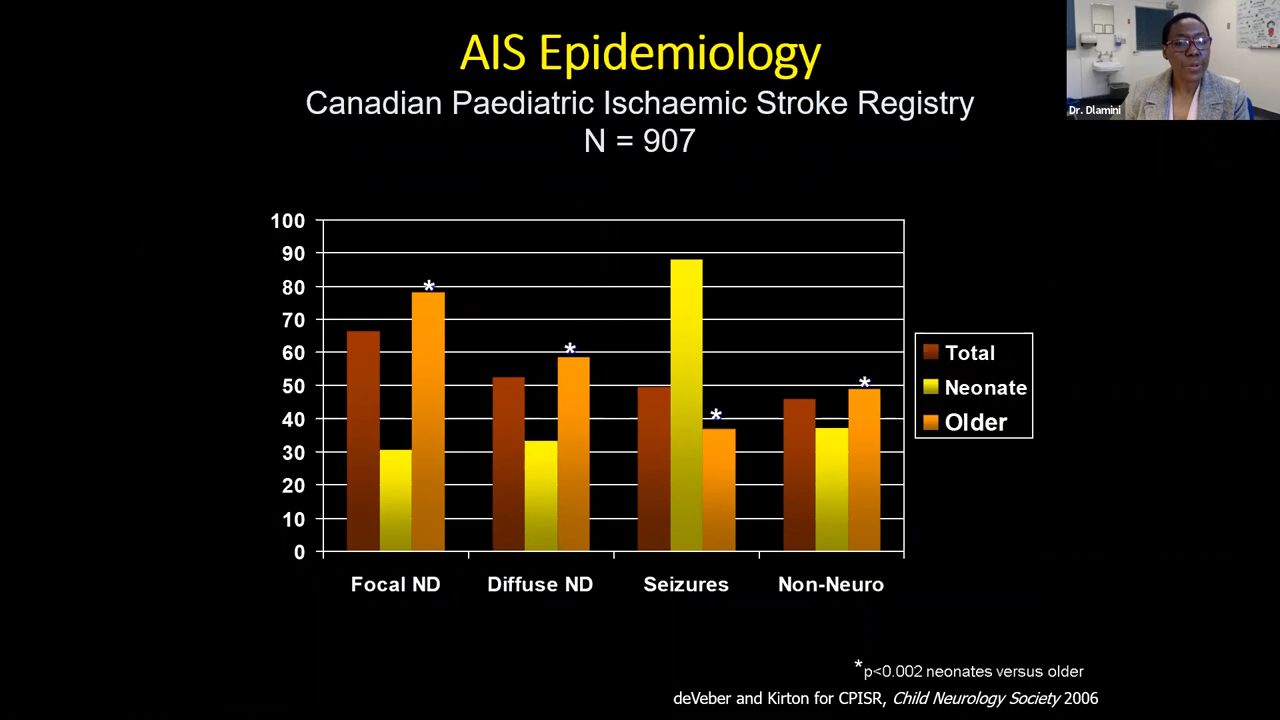 AIS Epidemiology
Canadian Paediatric Ischaemic Stroke Registry
N = 907
Dr. Dlamini
100
90
80
70
60
50
40
30
20
10
0
*
*
*
*
Focal ND
Diffuse ND
Seizures
Non-Neuro
Total
Neonate
Older
*p<0.002 neonates versus older
deVeber and Kirton for CPISR, Child Neurology Society 2006